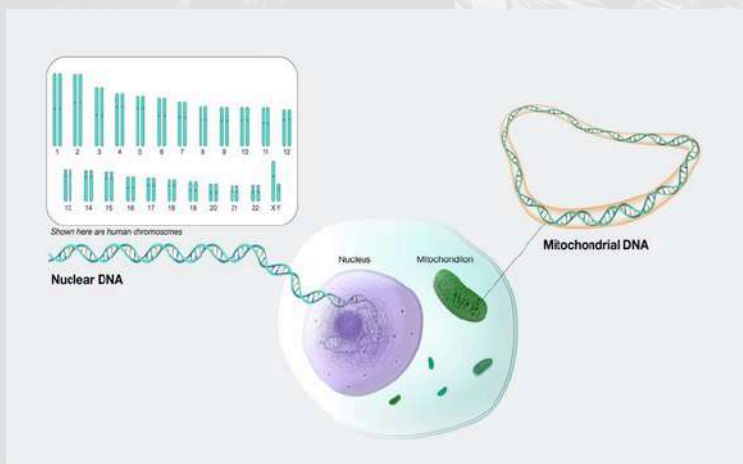 1 2 3 4 5 6 7 8 9 10 11 12
13 14 15 16 17 18 19 20 21 22 X Y
Shown here are human chromosomes
Nuclear DNA
Nucleus
Mitochondrion
Mitochondrial DNA